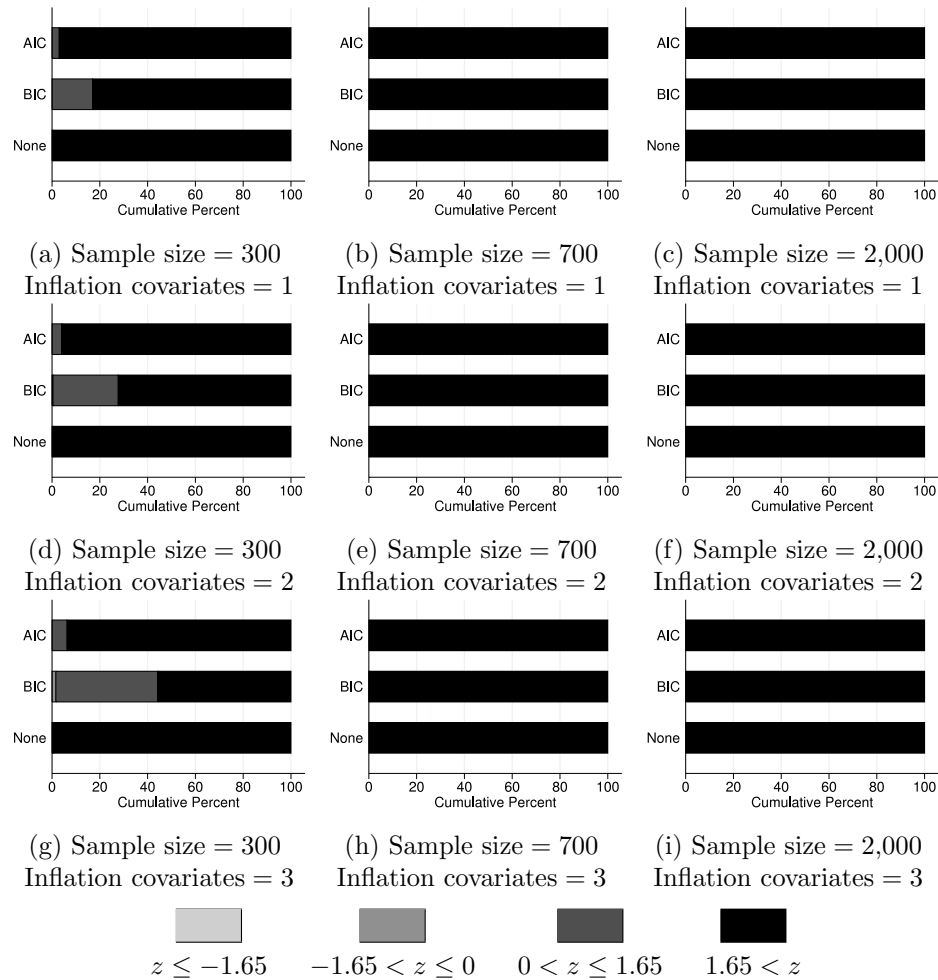 AIC
BIC
None
0 20 40 60 80 100
Cumulative Percent
AIC
BIC
None
0 20 40 60 80 100
Cumulative Percent
AIC
BIC
None
0 20 40 60 80 100
Cumulative Percent
(a) Sample size = 300
Inflation covariates = 1
(b) Sample size = 700
Inflation covariates = 1
(c) Sample size = 2,000
Inflation covariates = 1
AIC
BIC
None
0 20 40 60 80 100
Cumulative Percent
AIC
BIC
None
0 20 40 60 80 100
Cumulative Percent
AIC
BIC
None
0 20 40 60 80 100
Cumulative Percent
(d) Sample size = 300
Inflation covariates = 2
(e) Sample size = 700
Inflation covariates = 2
(f) Sample size = 2,000
Inflation covariates = 2
AIC
BIC
None
0 20 40 60 80 100
Cumulative Percent
AIC
BIC
None
0 20 40 60 80 100
Cumulative Percent
AIC
BIC
None
0 20 40 60 80 100
Cumulative Percent
(g) Sample size = 300
Inflation covariates = 3
(h) Sample size = 700
Inflation covariates = 3
(i) Sample size = 2,000
Inflation covariates = 3
z ≤ −1.65 −1.65 < z ≤ 0 0 < z ≤ 1.65 1.65 < z